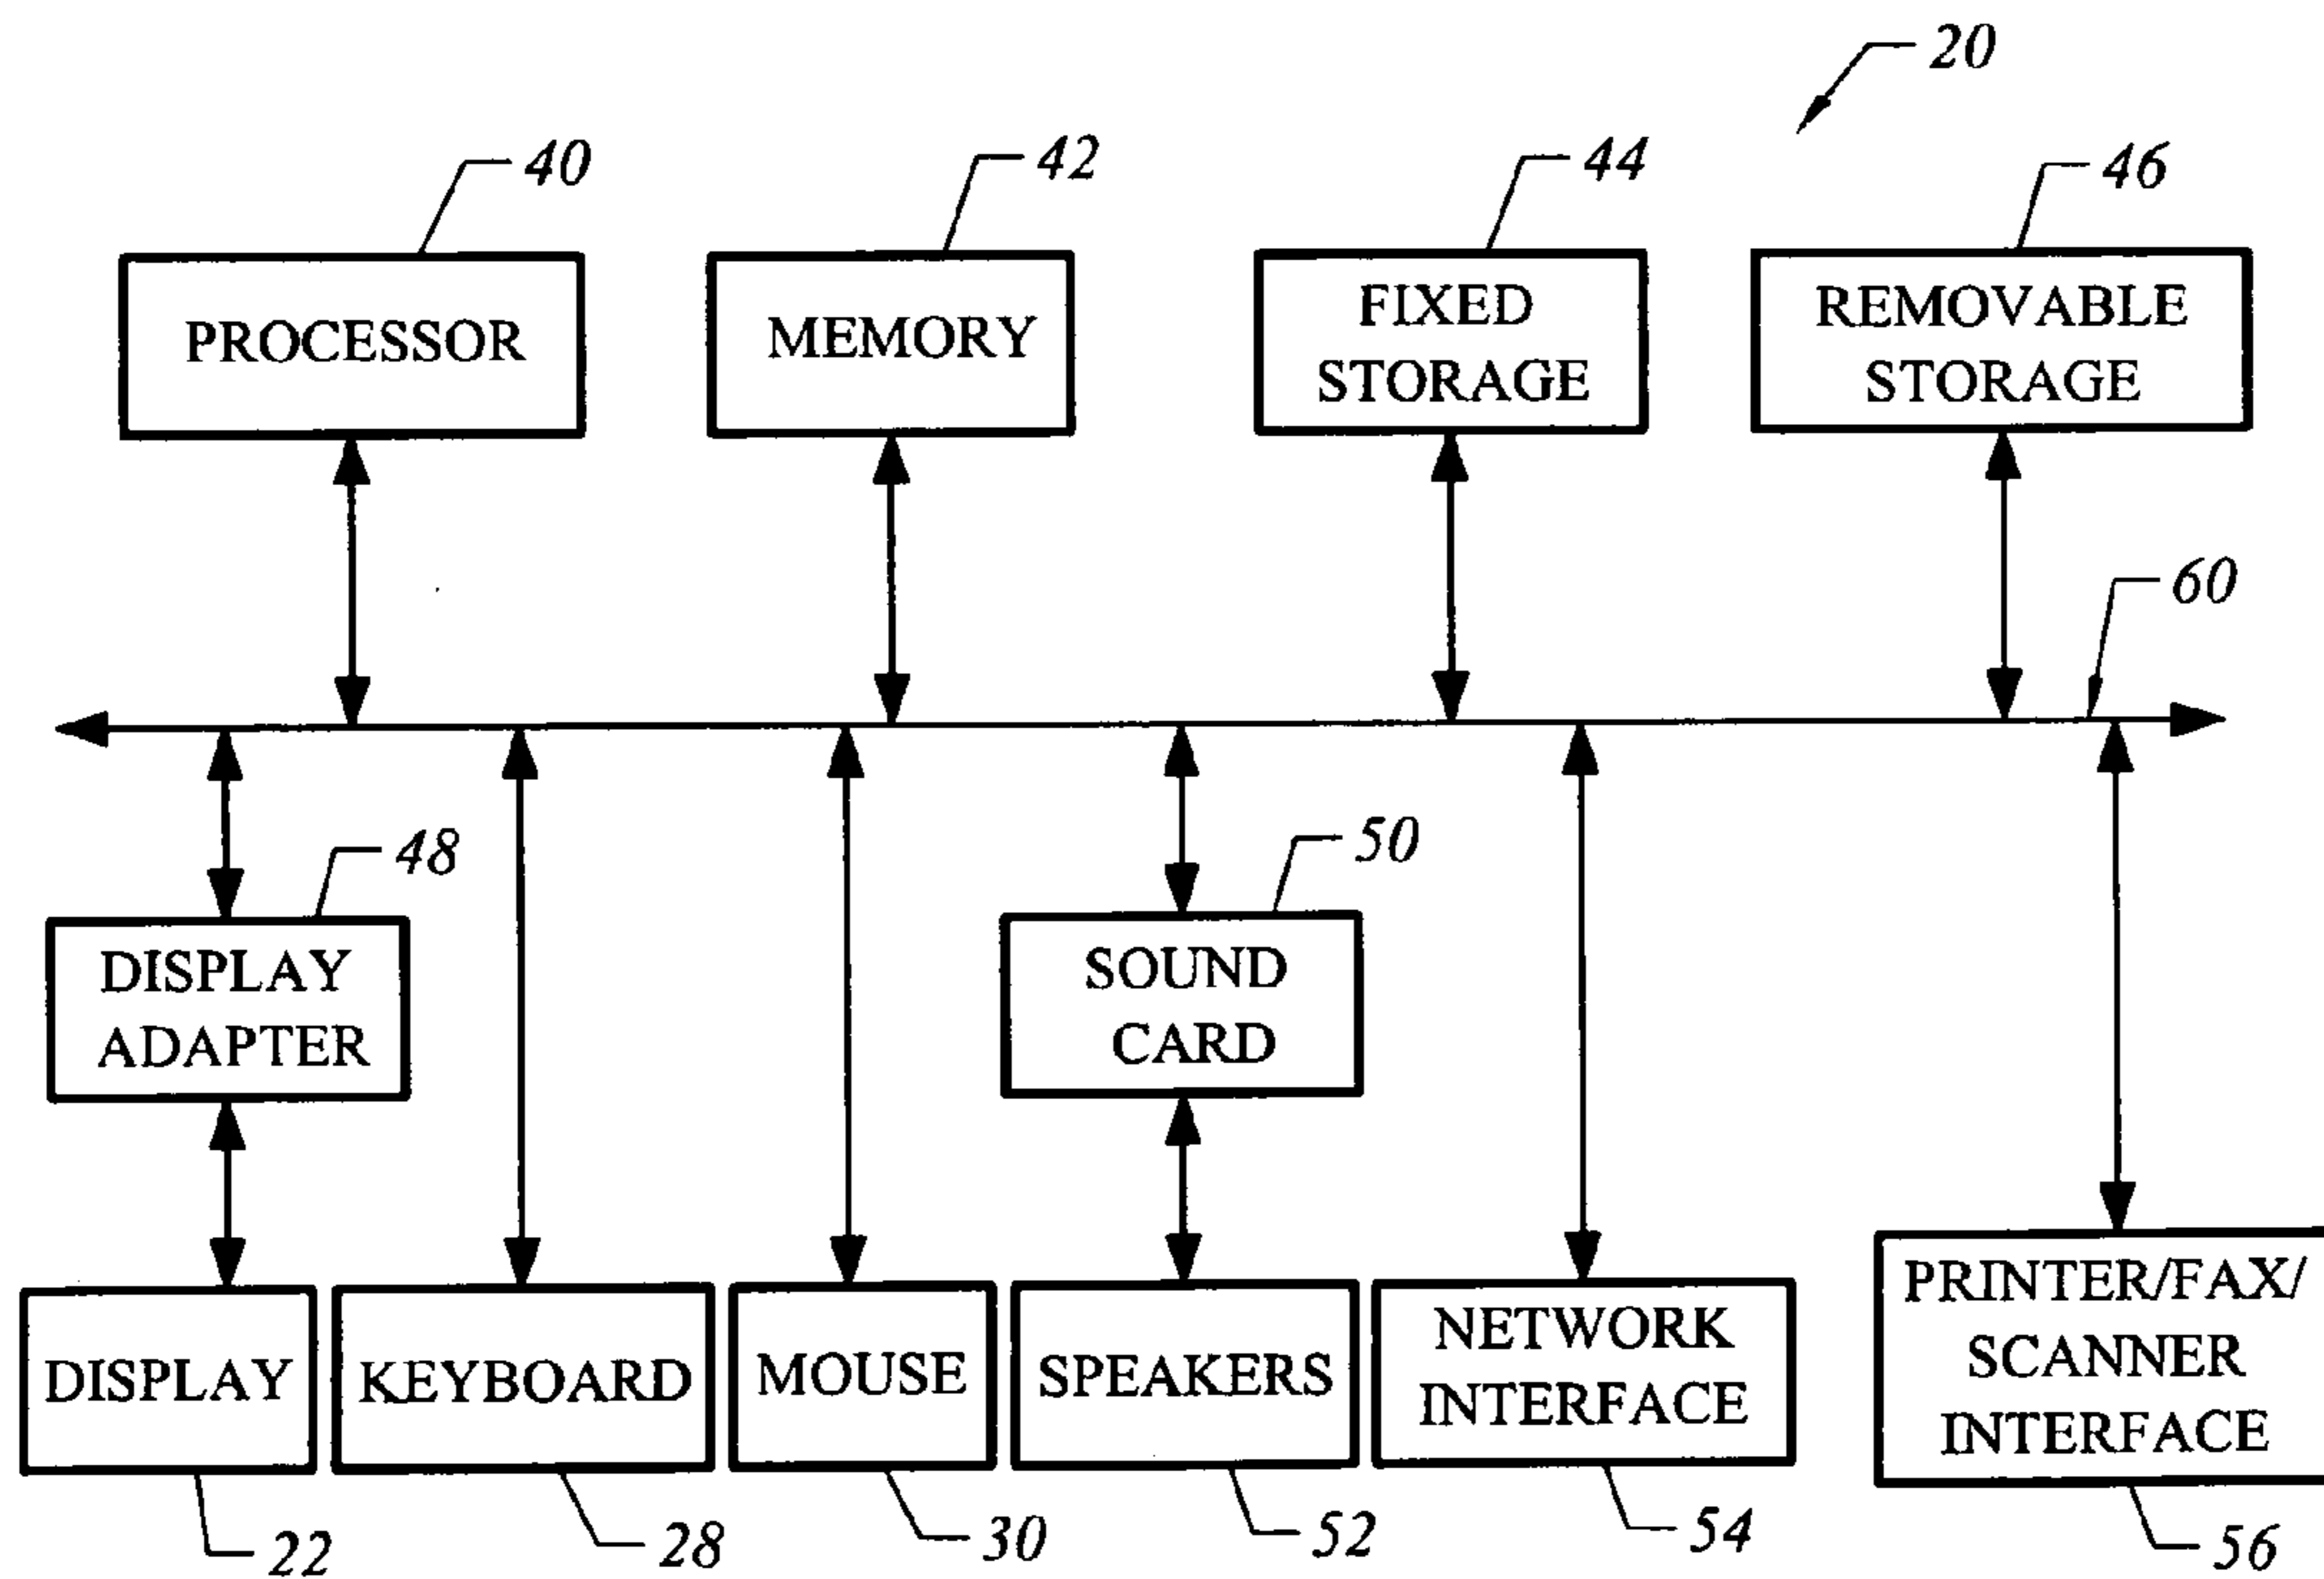 20
40
42
44
46
PROCESSOR
MEMORY
FIXED
STORAGE
REMOVABLE
STORAGE
60
48
50
DISPLAY
ADAPTER
SOUND
CARD
DISPLAY
KEYBOARD
MOUSE
SPEAKERS
NETWORK
INTERFACE
PRINTER/FAX/
SCANNER
INTERFACE
22
28
30
52
54
56